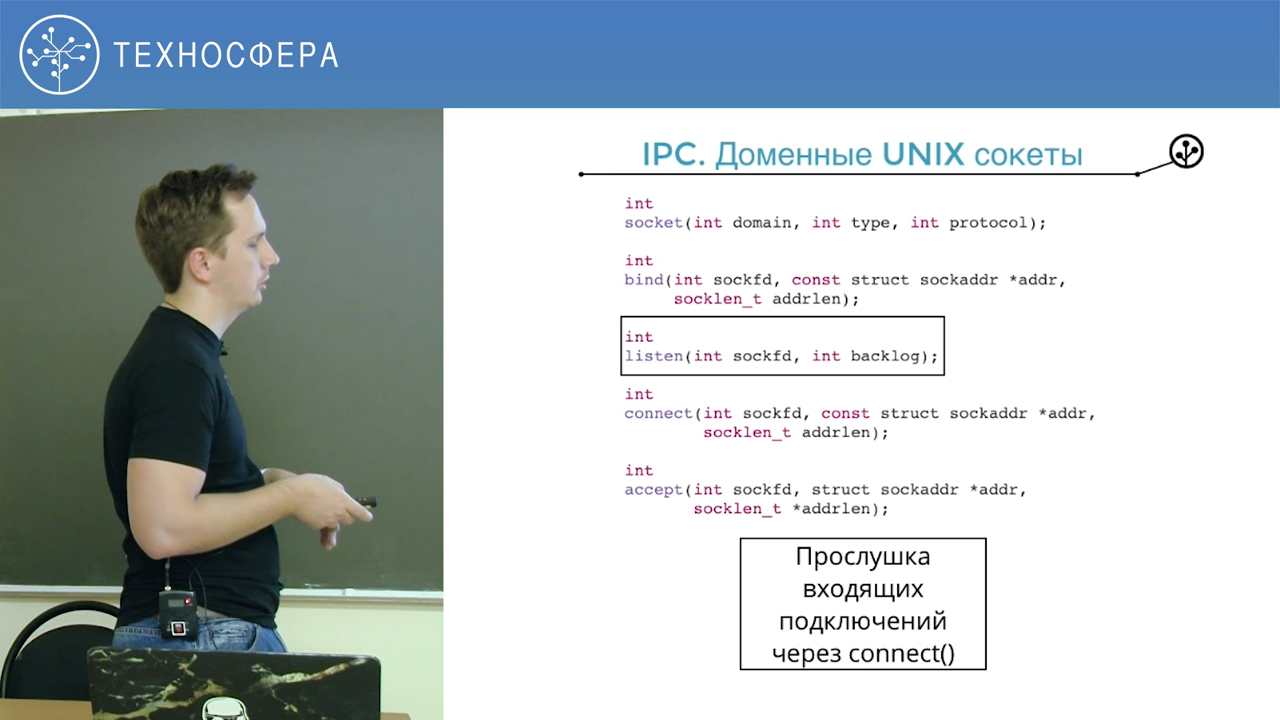 ТЕХНОСФЕРА
IPC. Доменные UNIX сокеты
int
socket(int domain, int type, int protocol);
int
bind(int sockfd, const struct sockaddr *addr,
socklen_t addrlen);
int
listen(int sockfd, int backlog);
int
connect(int sockfd, const struct sockaddr *addr,
socklen_t addrlen);
int
accept(int sockfd, struct sockaddr *addr,
socklen_t *addrlen);
Прослушка
входящих
подключений
через connect()